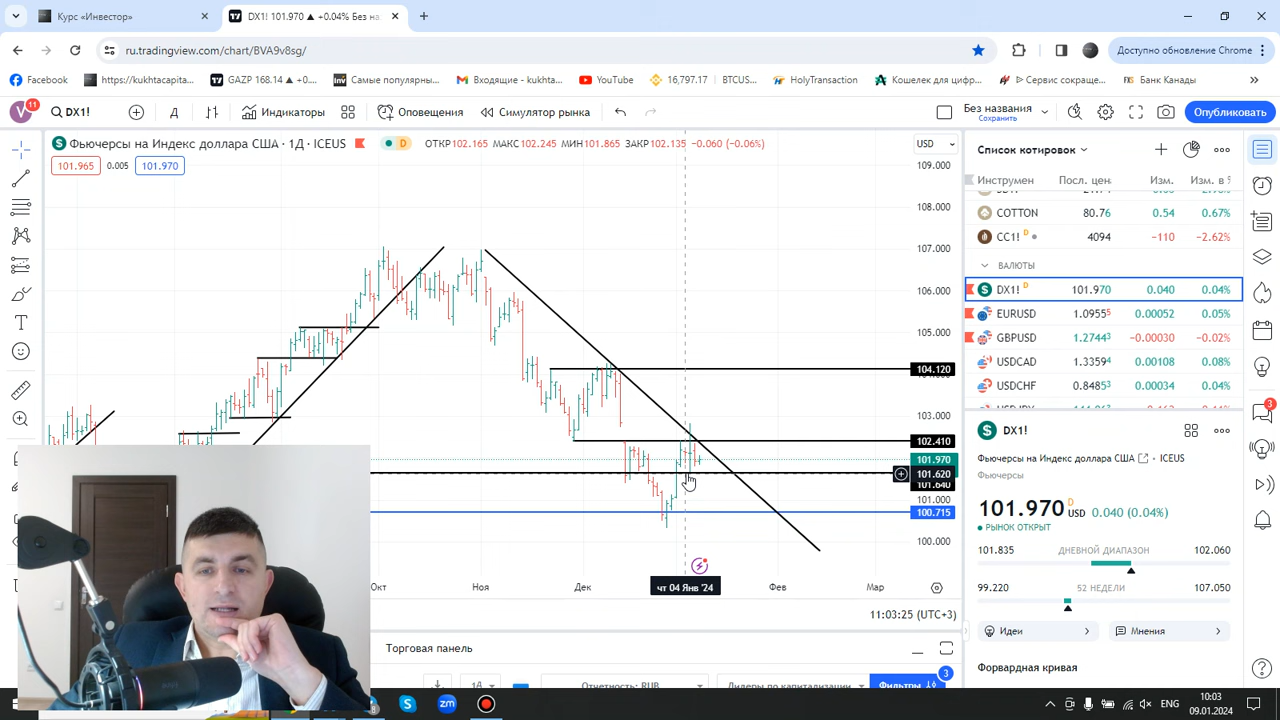 Курс «Инвестор»
DX1! 101.970 ▲ +0.04% Без на
ru.tradingview.com/chart/BVA9v8sg/
Доступно обновление Chrome
Facebook
https://kukhtacapita...
GAZP 168.14 ▲ +0....
Самые популярны...
Входящие - kukhta...
YouTube
16,797.17 | BTCUS...
HolyTransaction
Кошелек для цифр...
Сервис сокраще...
Банк Канады
11
DX1!
Д
Индикаторы
Оповещения
Симулятор рынка
Без названия
Сохранить
Опубликовать
Фьючерсы на Индекс доллара США · 1Д · ICEUS
D
ОТКР102.165 МАКС102.245 МИН101.865 ЗАКР102.135 −0.060 (−0.06%)
USD
101.965
0.005
101.970
109.000
108.000
107.000
106.000
105.000
104.120
103.000
102.410
101.970
101.620
101.640
101.000
100.715
100.000
Окт
Ноя
Дек
чт 04 Янв '24
Фев
Мар
11:03:25 (UTC+3)
Торговая панель
1Д
Отчетность: RUB
Лидеры по капитализации
Фильтры
3
Список котировок
Инструмен
Посл. цен
Изм.
Изм. в %
COTTON 80.76 0.54 0.67%
CC1! D 4094 −110 −2.62%
ВАЛЮТЫ
DX1! D 101.970 0.040 0.04%
EURUSD 1.09555 0.00052 0.05%
GBPUSD 1.27443 −0.00030 −0.02%
USDCAD 1.33594 0.00108 0.08%
USDCHF 0.84853 0.00034 0.04%
DX1!
Фьючерсы на Индекс доллара США · ICEUS
Фьючерсы
101.970 D USD 0.040 (0.04%)
РЫНОК ОТКРЫТ
101.835 ДНЕВНОЙ ДИАПАЗОН 102.060
99.220 52 НЕДЕЛИ 107.050
Идеи
Мнения
Форвардная кривая
3
ENG
10:03
09.01.2024